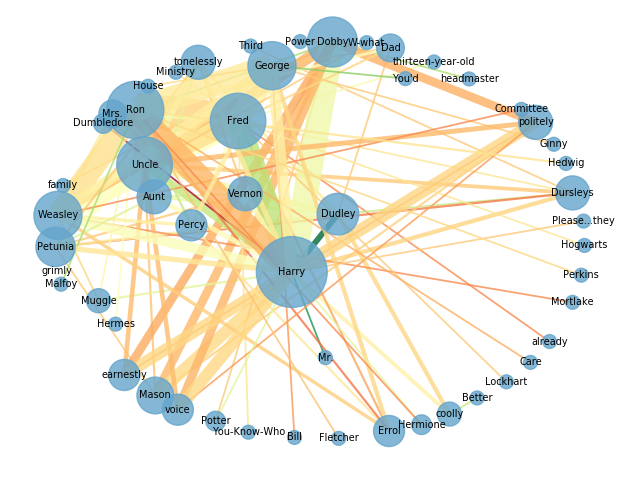 Power
Dobby
W-what
Third
Dad
George
tonelessly
thirteen-year-old
Ministry
You'd
headmaster
House
Ron
Mrs.
Committee
Dumbledore
Fred
politely
Ginny
Uncle
Hedwig
family
Aunt
Vernon
Dursleys
Weasley
Percy
Dudley
Please...they
Petunia
Hogwarts
grimly
Harry
Perkins
Malfoy
Muggle
Mortlake
Hermes
already
Mr.
Care
earnestly
Lockhart
Mason
Better
voice
coolly
Potter
Hermione
You-Know-Who
Errol
Bill
Fletcher